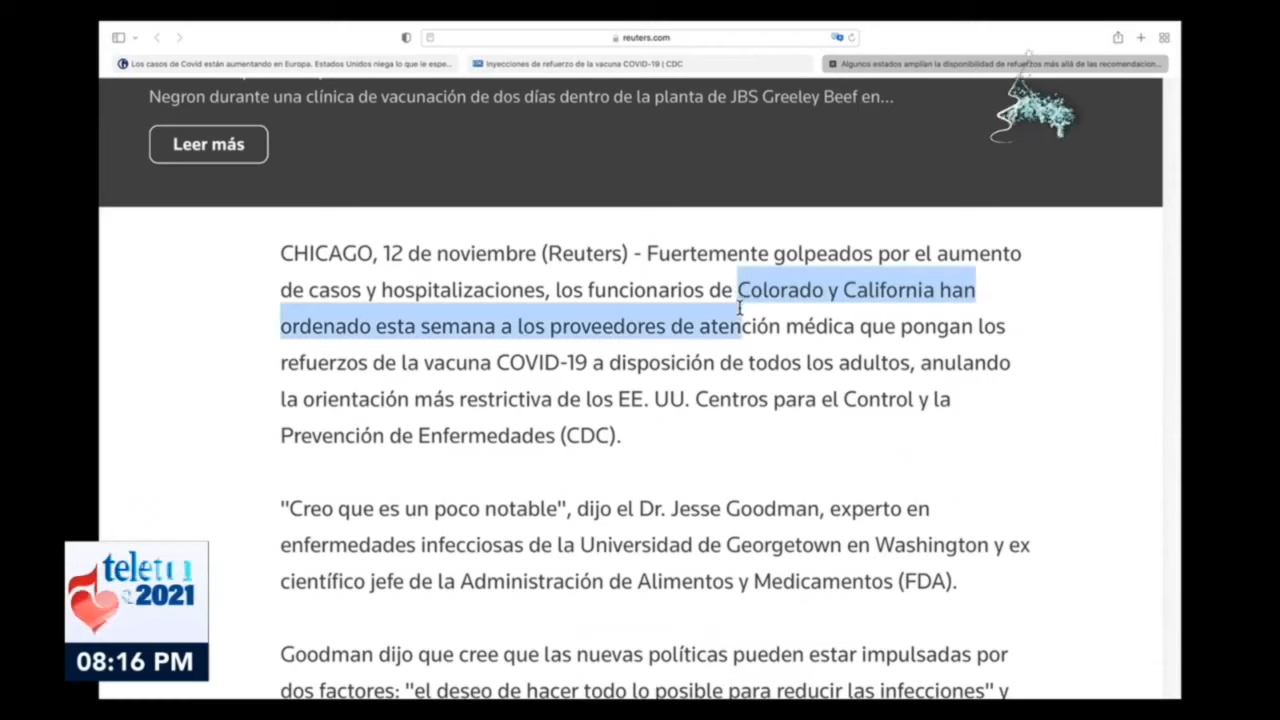 reuters.com
Los casos de Covid están aumentando en Europa. Estados Unidos niega lo que le espe...
Inyecciones de refuerzo de la vacuna COVID-19 | CDC
Algunos estados amplían la disponibilidad de refuerzos más allá de las recomendacion...
Negron durante una clínica de vacunación de dos días dentro de la planta de JBS Greeley Beef en...
Leer más
CHICAGO, 12 de noviembre (Reuters) - Fuertemente golpeados por el aumento
de casos y hospitalizaciones, los funcionarios de Colorado y California han
ordenado esta semana a los proveedores de atención médica que pongan los
refuerzos de la vacuna COVID-19 a disposición de todos los adultos, anulando
la orientación más restrictiva de los EE. UU. Centros para el Control y la
Prevención de Enfermedades (CDC).
"Creo que es un poco notable", dijo el Dr. Jesse Goodman, experto en
enfermedades infecciosas de la Universidad de Georgetown en Washington y ex
científico jefe de la Administración de Alimentos y Medicamentos (FDA).
Goodman dijo que cree que las nuevas políticas pueden estar impulsadas por
dos factores: "el deseo de hacer todo lo posible para reducir las infecciones" y
2021
08:16 PM